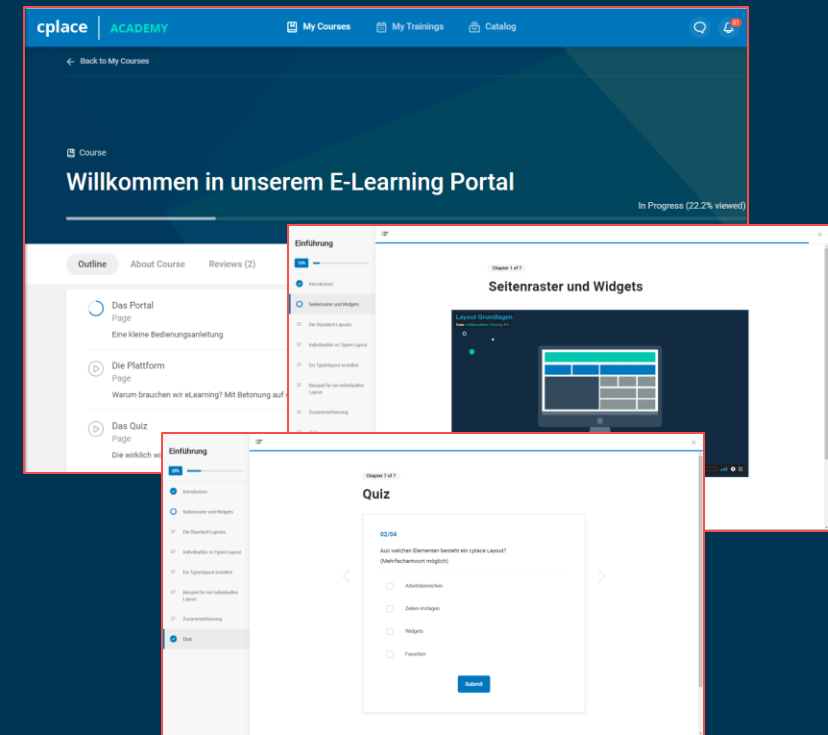 cplace ACADEMY
My Courses My Trainings Catalog
Back to My Courses
Course
Willkommen in unserem E-Learning Portal
In Progress (22.2% viewed)
Outline About Course Reviews (2)
Das Portal
Page
Eine kleine Bedienungsanleitung
Die Plattform
Page
Warum brauchen wir eLearning? Mit Betonung auf
Das Quiz
Page
Die wirklich
Einführung
Introduction
Seitenraster und Widgets
Die Standard Layouts
Individuelles vs Typen-Layout
Ein Typenlayout erstellen
Beispiel für ein individuelles
Layout
Zusammenfassung
Chapter 1 of 7
Seitenraster und Widgets
Layout Grundlagen
Einführung
Introduction
Seitenraster und Widgets
Die Standard Layouts
Individuelles vs Typen-Layout
Ein Typenlayout erstellen
Beispiel für ein individuelles
Layout
Zusammenfassung
Quiz
Chapter 7 of 7
Quiz
02/04
Aus welchen Elementen besteht ein cplace Layout?
(Mehrfachantwort möglich)
Arbeitsbereichen
Zeilen-Vorlagen
Widgets
Favoriten
Submit